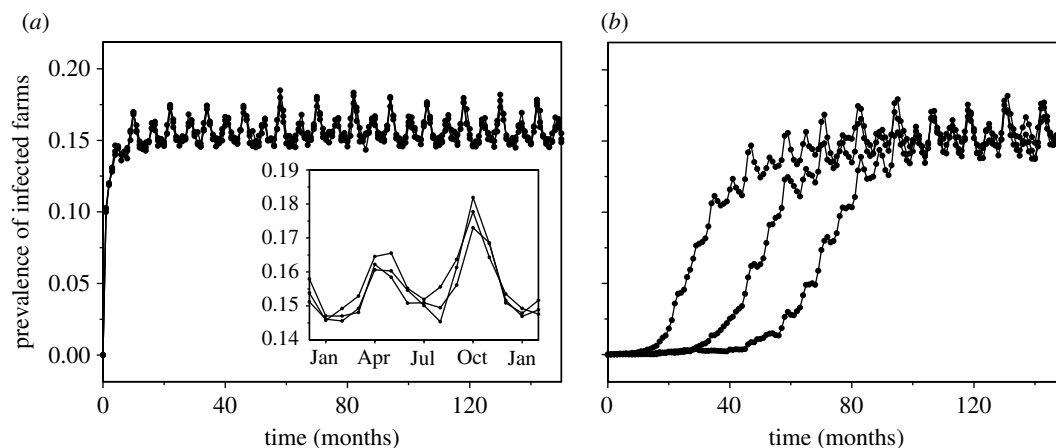 (a)
(b)
prevalence of infected farms
0.20
0.15
0.10
0.05
0.00
0.19
0.18
0.17
0.16
0.15
0.14
Jan Apr Jul Oct Jan
0 40 80 120
0 40 80 120
time (months)
time (months)